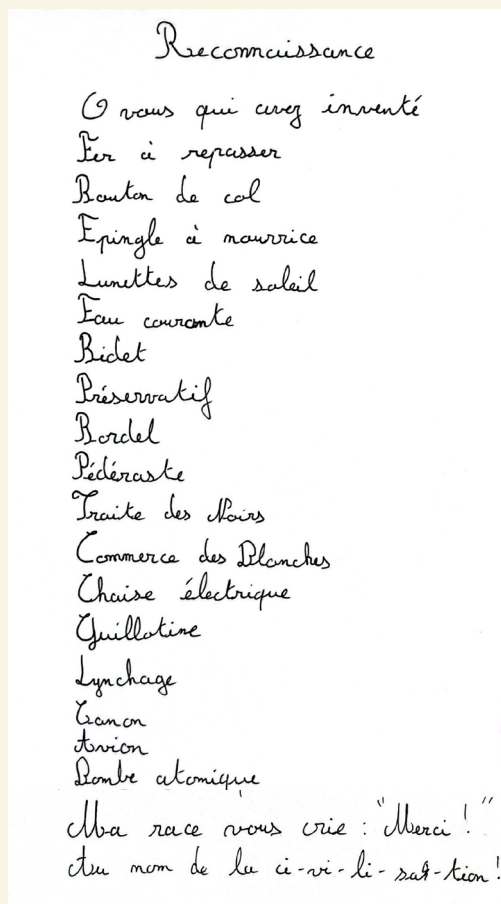 Reconnaissance
O vous qui avez inventé
Fer à repasser
Bouton de col
Epingle à nourrice
Lunettes de soleil
Eau courante
Bidet
Préservatif
Bordel
Pédéraste
Traite des Noirs
Commerce des Blanches
Chaise électrique
Guillotine
Lynchage
Canon
Avion
Bombe atomique
Ma race vous crie : "Merci !"
Au nom de la ci-vi-li-sa-tion !